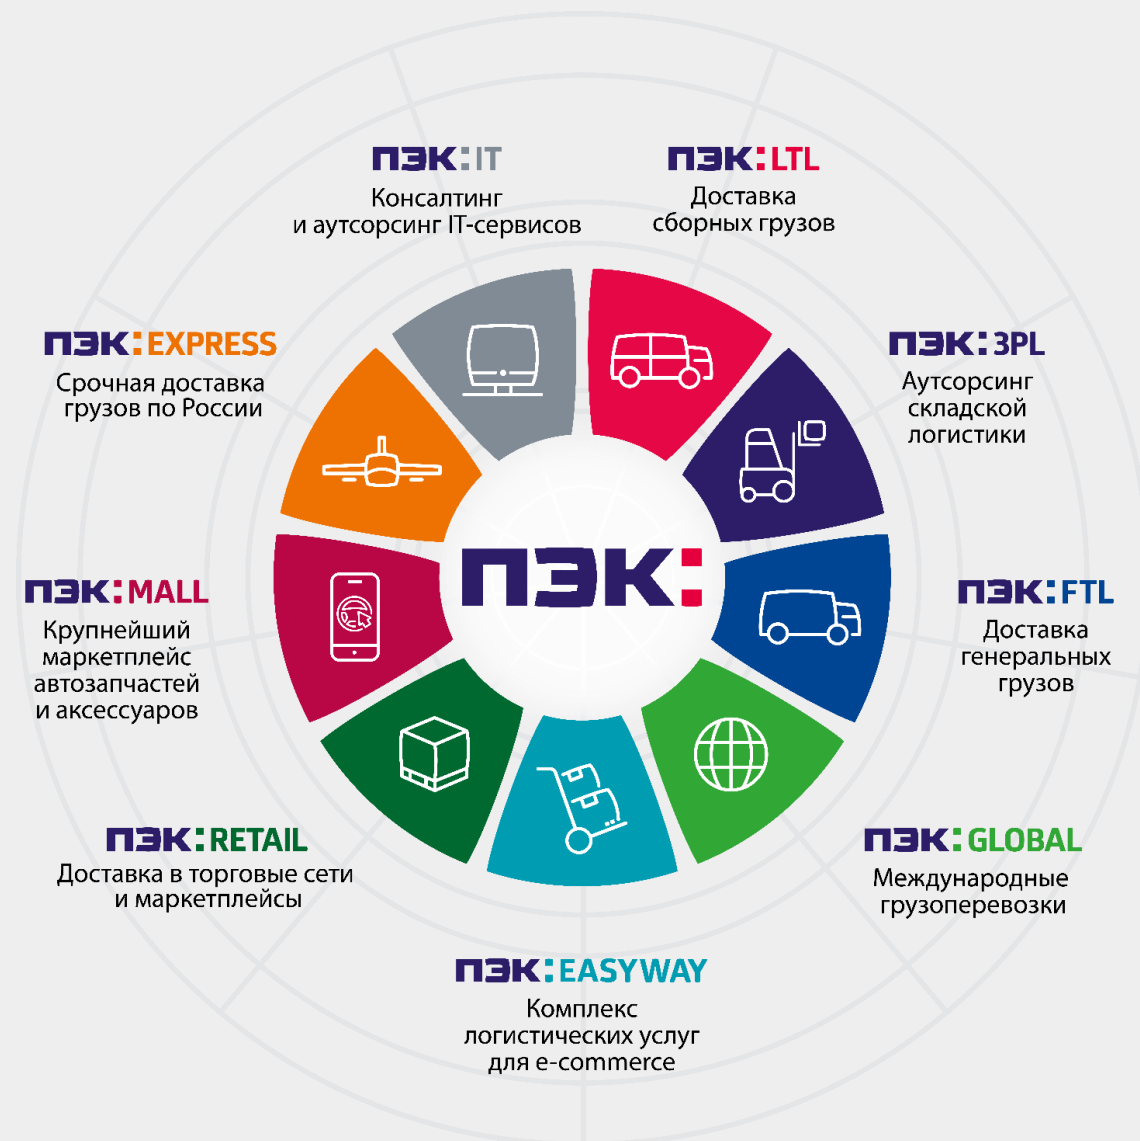 ПЭК:IT
Консалтинг
и аутсорсинг IT-сервисов
ПЭК:LTL
Доставка
сборных грузов
ПЭК:EXPRESS
Срочная доставка
грузов по России
ПЭК:3PL
Аутсорсинг
складской
логистики
ПЭК:
ПЭК:MALL
Крупнейший
маркетплейс
автозапчастей
и аксессуаров
ПЭК:FTL
Доставка
генеральных
грузов
ПЭК:RETAIL
Доставка в торговые сети
и маркетплейсы
ПЭК:GLOBAL
Международные
грузоперевозки
ПЭК:EASYWAY
Комплекс
логистических услуг
для e-commerce